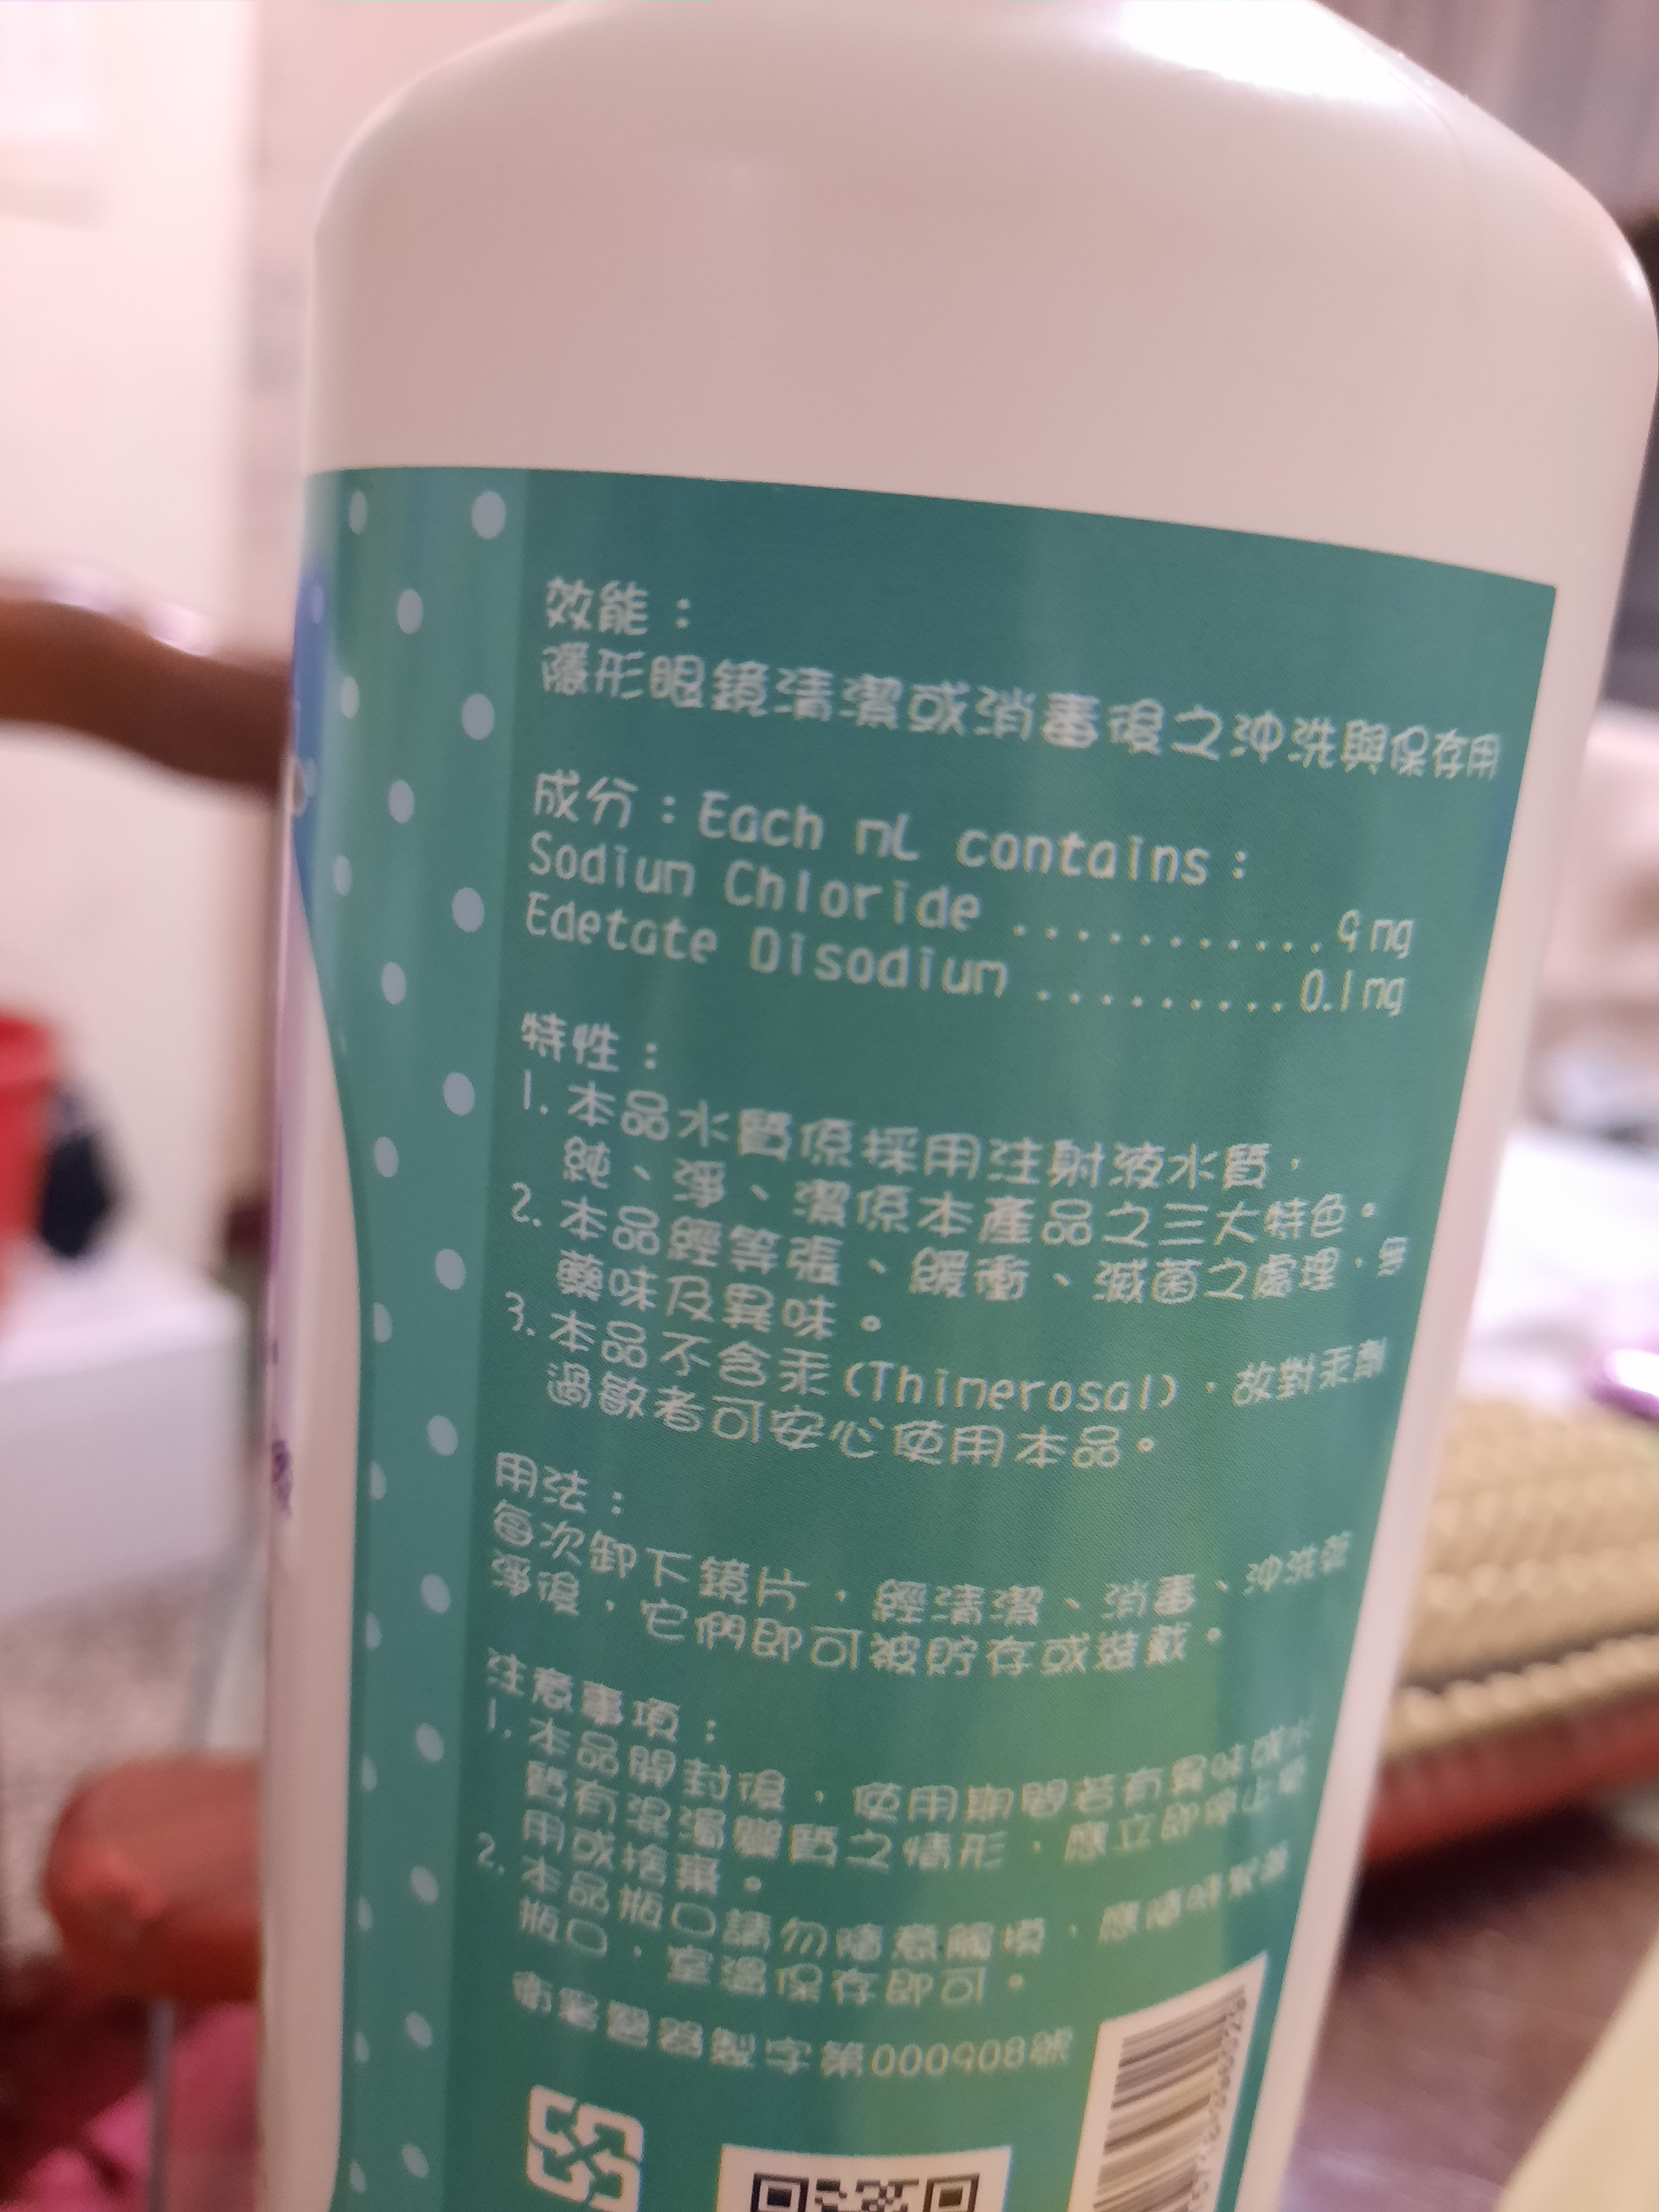 效能：
隱形眼鏡清潔或消毒後之沖洗與保存用
成分：Each mL contains：
Sodium Chloride ............9mg
Edetate Disodium ..........0.1mg
特性：
1.本品水質係採用注射液水質，
純、淨、潔係本產品之三大特色。
2.本品經等張、緩衝、滅菌之處理，無
藥味及異味。
3.本品不含汞(Thimerosal)，故對汞劑
過敏者可安心使用本品。
用法：
每次卸下鏡片，經清潔、消毒、沖洗乾
淨後，它們即可被貯存或裝戴。
注意事項：
1.本品開封後，使用期間若有異味或水
質有混濁變質之情形，應立即停止使
用或捨棄。
2.本品瓶口請勿隨意觸摸，應隨時緊蓋
瓶口，室溫保存即可。
衛署醫器製字第000908號